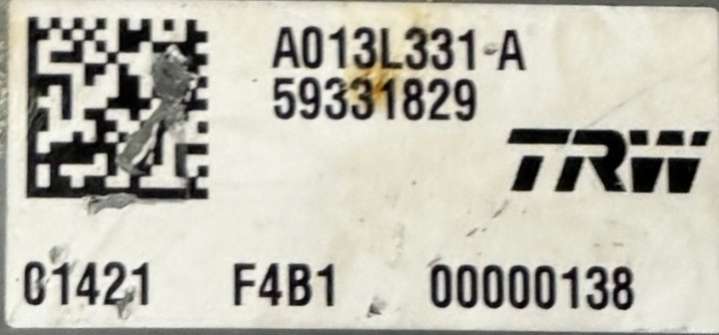 A013L331-A
59331829
TRW
01421 F4B1 00000138